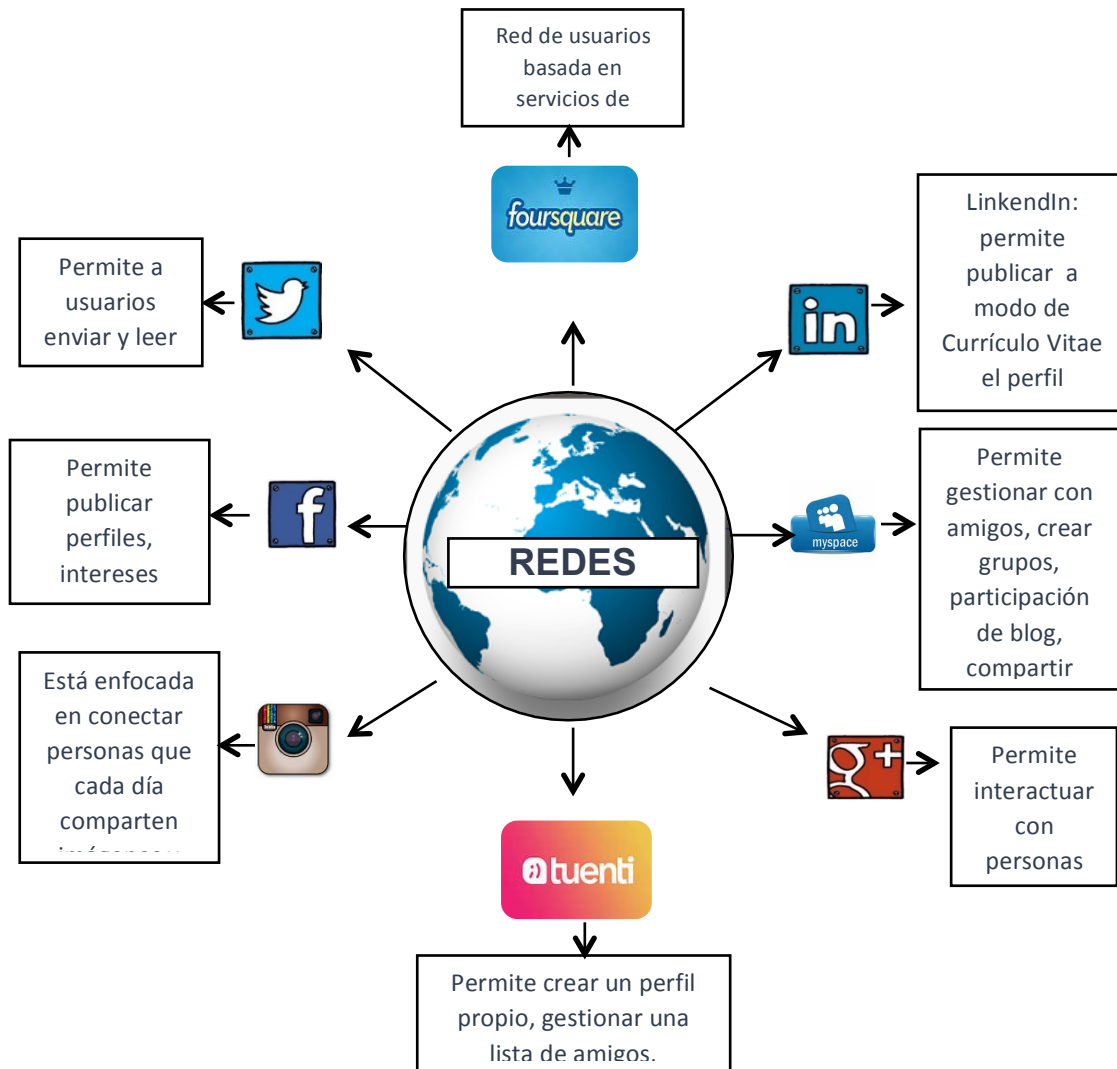 Red de usuarios
basada en
servicios de
foursquare
LinkendIn:
permite
publicar a
modo de
Currículo Vitae
el perfil
in
Permite a
usuarios
enviar y leer
Permite
publicar
perfiles,
intereses
f
REDES
myspace
Permite
gestionar con
amigos, crear
grupos,
participación
de blog,
compartir
Está enfocada
en conectar
personas que
cada día
comparten
g+
Permite
interactuar
con
personas
tuenti
Permite crear un perfil
propio, gestionar una
lista de amigos.